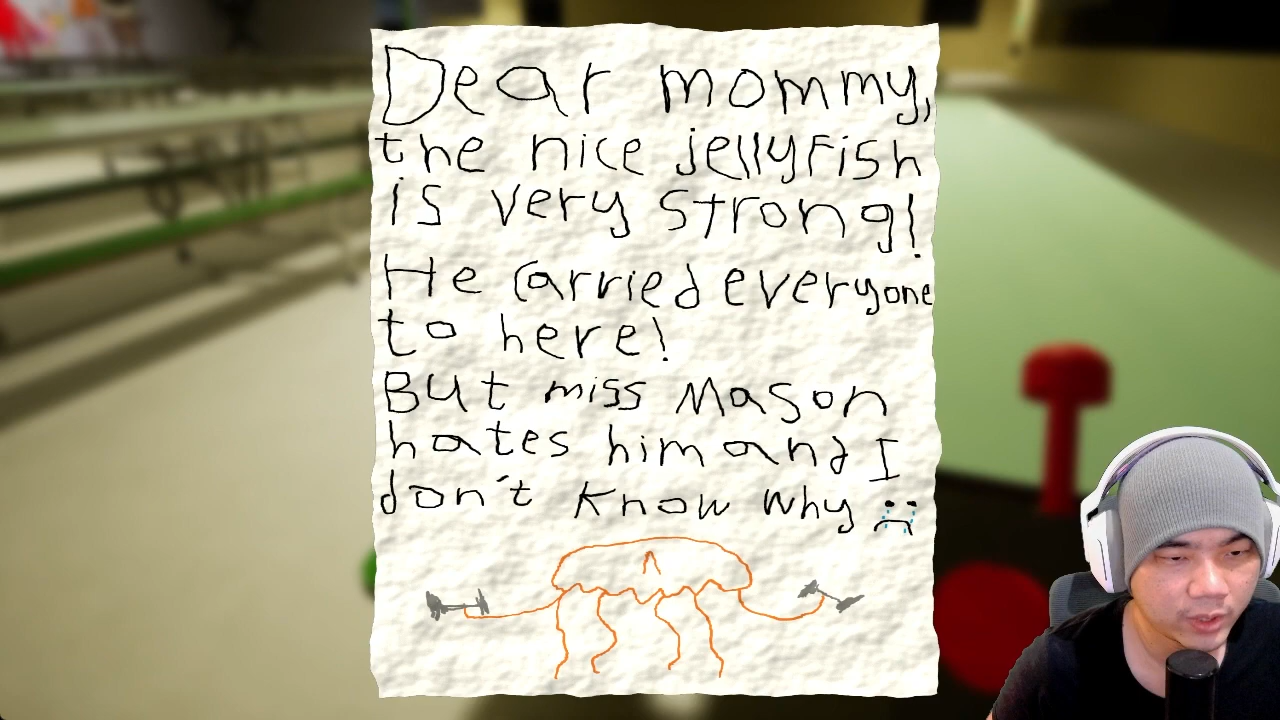 Dear mommy,
the nice jellyfish
is very strong!
He carried everyone
to here!
But miss Mason
hates him and I
don't know why